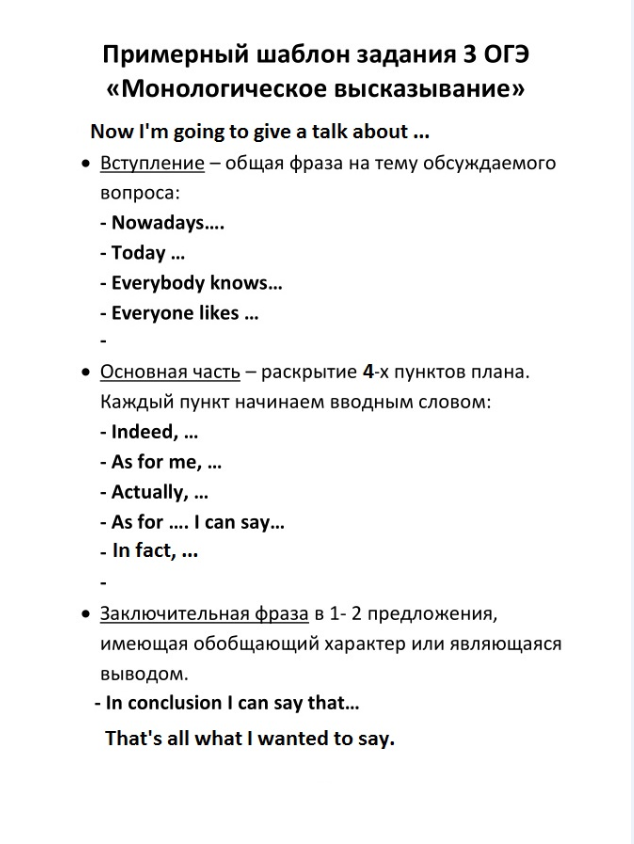 Примерный шаблон задания 3 ОГЭ
«Монологическое высказывание»
Now I'm going to give a talk about ...
• Вступление – общая фраза на тему обсуждаемого
вопроса:
- Nowadays....
- Today ...
- Everybody knows...
- Everyone likes ...
-
• Основная часть – раскрытие 4-х пунктов плана.
Каждый пункт начинаем вводным словом:
- Indeed, ...
- As for me, ...
- Actually, ...
- As for .... I can say...
- In fact, ...
-
• Заключительная фраза в 1- 2 предложения,
имеющая обобщающий характер или являющаяся
выводом.
- In conclusion I can say that...
That's all what I wanted to say.